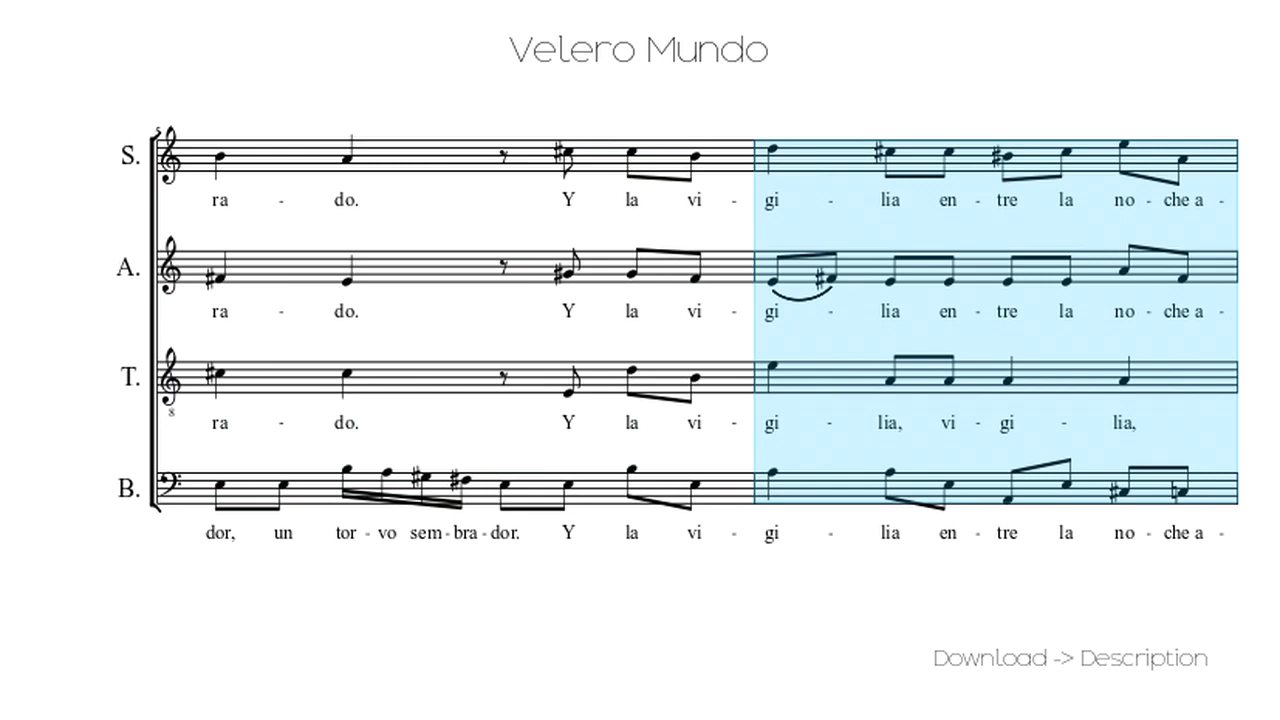 Velero Mundo
5
S.
ra - do. Y la vi - gi - lia en - tre la no - che a -
A.
ra - do. Y la vi - gi - lia en - tre la no - che a -
T.
8
ra - do. Y la vi - gi - lia, vi - gi - lia,
B.
dor, un tor - vo sem - bra - dor. Y la vi - gi - lia en - tre la no - che a -
Download -> Description